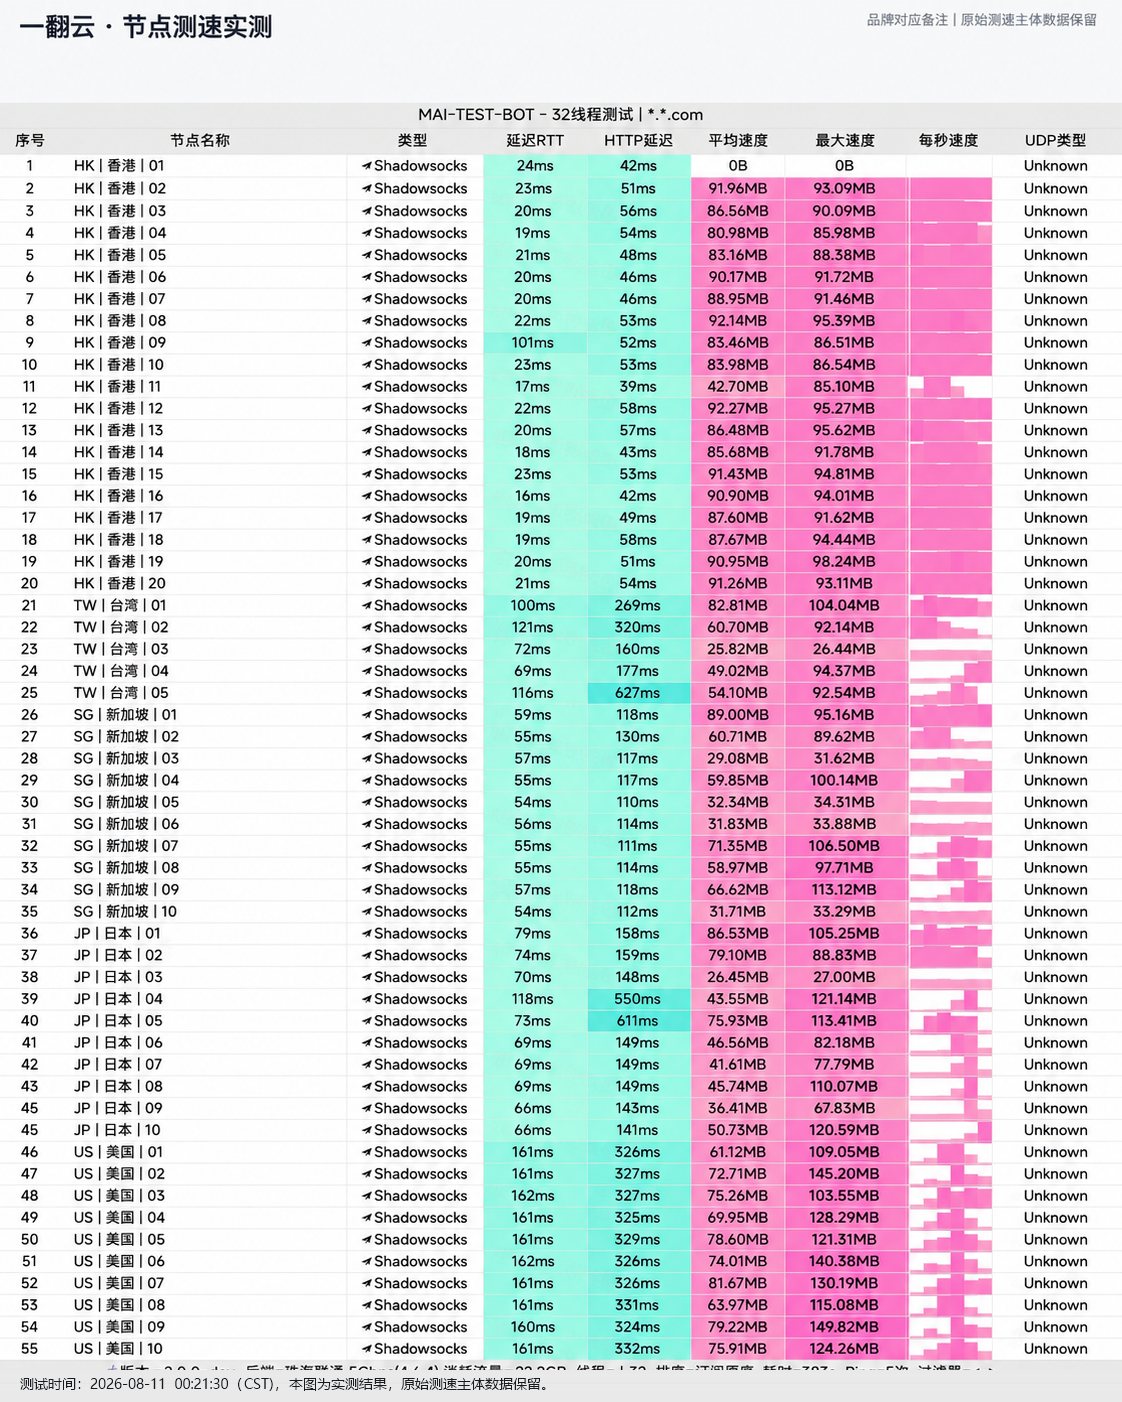 一翻云 · 节点测速实测
品牌对应备注 | 原始测速主体数据保留
MAI-TEST-BOT - 32线程测试 | *.*.com
序号 节点名称 类型 延迟RTT HTTP延迟 平均速度 最大速度 每秒速度 UDP类型
1 HK | 香港 | 01 Shadowsocks 24ms 42ms 0B 0B Unknown
2 HK | 香港 | 02 Shadowsocks 23ms 51ms 91.96MB 93.09MB Unknown
3 HK | 香港 | 03 Shadowsocks 20ms 56ms 86.56MB 90.09MB Unknown
4 HK | 香港 | 04 Shadowsocks 19ms 54ms 80.98MB 85.98MB Unknown
5 HK | 香港 | 05 Shadowsocks 21ms 48ms 83.16MB 88.38MB Unknown
6 HK | 香港 | 06 Shadowsocks 20ms 46ms 90.17MB 91.72MB Unknown
7 HK | 香港 | 07 Shadowsocks 20ms 46ms 88.95MB 91.46MB Unknown
8 HK | 香港 | 08 Shadowsocks 22ms 53ms 92.14MB 95.39MB Unknown
9 HK | 香港 | 09 Shadowsocks 101ms 52ms 83.46MB 86.51MB Unknown
10 HK | 香港 | 10 Shadowsocks 23ms 53ms 83.98MB 86.54MB Unknown
11 HK | 香港 | 11 Shadowsocks 17ms 39ms 42.70MB 85.10MB Unknown
12 HK | 香港 | 12 Shadowsocks 22ms 58ms 92.27MB 95.27MB Unknown
13 HK | 香港 | 13 Shadowsocks 20ms 57ms 86.48MB 95.62MB Unknown
14 HK | 香港 | 14 Shadowsocks 18ms 43ms 85.68MB 91.78MB Unknown
15 HK | 香港 | 15 Shadowsocks 23ms 53ms 91.43MB 94.81MB Unknown
16 HK | 香港 | 16 Shadowsocks 16ms 42ms 90.90MB 94.01MB Unknown
17 HK | 香港 | 17 Shadowsocks 19ms 49ms 87.60MB 91.62MB Unknown
18 HK | 香港 | 18 Shadowsocks 19ms 58ms 87.67MB 94.44MB Unknown
19 HK | 香港 | 19 Shadowsocks 20ms 51ms 90.95MB 98.24MB Unknown
20 HK | 香港 | 20 Shadowsocks 21ms 54ms 91.26MB 93.11MB Unknown
21 TW | 台湾 | 01 Shadowsocks 100ms 269ms 82.81MB 104.04MB Unknown
22 TW | 台湾 | 02 Shadowsocks 121ms 320ms 60.70MB 92.14MB Unknown
23 TW | 台湾 | 03 Shadowsocks 72ms 160ms 25.82MB 26.44MB Unknown
24 TW | 台湾 | 04 Shadowsocks 69ms 177ms 49.02MB 94.37MB Unknown
25 TW | 台湾 | 05 Shadowsocks 116ms 627ms 54.10MB 92.54MB Unknown
26 SG | 新加坡 | 01 Shadowsocks 59ms 118ms 89.00MB 95.16MB Unknown
27 SG | 新加坡 | 02 Shadowsocks 55ms 130ms 60.71MB 89.62MB Unknown
28 SG | 新加坡 | 03 Shadowsocks 57ms 117ms 29.08MB 31.62MB Unknown
29 SG | 新加坡 | 04 Shadowsocks 55ms 117ms 59.85MB 100.14MB Unknown
30 SG | 新加坡 | 05 Shadowsocks 54ms 110ms 32.34MB 34.31MB Unknown
31 SG | 新加坡 | 06 Shadowsocks 56ms 114ms 31.83MB 33.88MB Unknown
32 SG | 新加坡 | 07 Shadowsocks 55ms 111ms 71.35MB 106.50MB Unknown
33 SG | 新加坡 | 08 Shadowsocks 55ms 114ms 58.97MB 97.71MB Unknown
34 SG | 新加坡 | 09 Shadowsocks 57ms 118ms 66.62MB 113.12MB Unknown
35 SG | 新加坡 | 10 Shadowsocks 54ms 112ms 31.71MB 33.29MB Unknown
36 JP | 日本 | 01 Shadowsocks 79ms 158ms 86.53MB 105.25MB Unknown
37 JP | 日本 | 02 Shadowsocks 74ms 159ms 79.10MB 88.83MB Unknown
38 JP | 日本 | 03 Shadowsocks 70ms 148ms 26.45MB 27.00MB Unknown
39 JP | 日本 | 04 Shadowsocks 118ms 550ms 43.55MB 121.14MB Unknown
40 JP | 日本 | 05 Shadowsocks 73ms 611ms 75.93MB 113.41MB Unknown
41 JP | 日本 | 06 Shadowsocks 69ms 149ms 46.56MB 82.18MB Unknown
42 JP | 日本 | 07 Shadowsocks 69ms 149ms 41.61MB 77.79MB Unknown
43 JP | 日本 | 08 Shadowsocks 69ms 149ms 45.74MB 110.07MB Unknown
45 JP | 日本 | 09 Shadowsocks 66ms 143ms 36.41MB 67.83MB Unknown
45 JP | 日本 | 10 Shadowsocks 66ms 141ms 50.73MB 120.59MB Unknown
46 US | 美国 | 01 Shadowsocks 161ms 326ms 61.12MB 109.05MB Unknown
47 US | 美国 | 02 Shadowsocks 161ms 327ms 72.71MB 145.20MB Unknown
48 US | 美国 | 03 Shadowsocks 162ms 327ms 75.26MB 103.55MB Unknown
49 US | 美国 | 04 Shadowsocks 161ms 325ms 69.95MB 128.29MB Unknown
50 US | 美国 | 05 Shadowsocks 161ms 329ms 78.60MB 121.31MB Unknown
51 US | 美国 | 06 Shadowsocks 162ms 326ms 74.01MB 140.38MB Unknown
52 US | 美国 | 07 Shadowsocks 161ms 326ms 81.67MB 130.19MB Unknown
53 US | 美国 | 08 Shadowsocks 161ms 331ms 63.97MB 115.08MB Unknown
54 US | 美国 | 09 Shadowsocks 160ms 324ms 79.22MB 149.82MB Unknown
55 US | 美国 | 10 Shadowsocks 161ms 332ms 75.91MB 124.26MB Unknown
测试时间：2026-08-11 00:21:30（CST），本图为实测结果，原始测速主体数据保留。